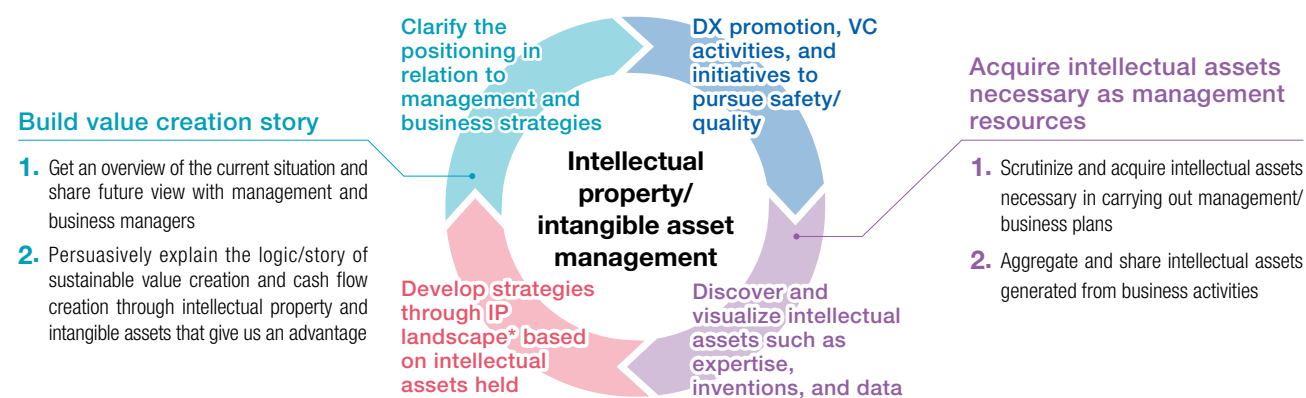 Build value creation story
1. Get an overview of the current situation and
share future view with management and
business managers
2. Persuasively explain the logic/story of
sustainable value creation and cash flow
creation through intellectual property and
intangible assets that give us an advantage
Clarify the
positioning in
relation to
management and
business strategies
DX promotion, VC
activities, and
initiatives to
pursue safety/
quality
Intellectual
property/
intangible asset
management
Develop strategies
through IP
landscape* based
on intellectual
assets held
Discover and
visualize intellectual
assets such as
expertise,
inventions, and data
Acquire intellectual assets
necessary as management
resources
1. Scrutinize and acquire intellectual assets
necessary in carrying out management/
business plans
2. Aggregate and share intellectual assets
generated from business activities